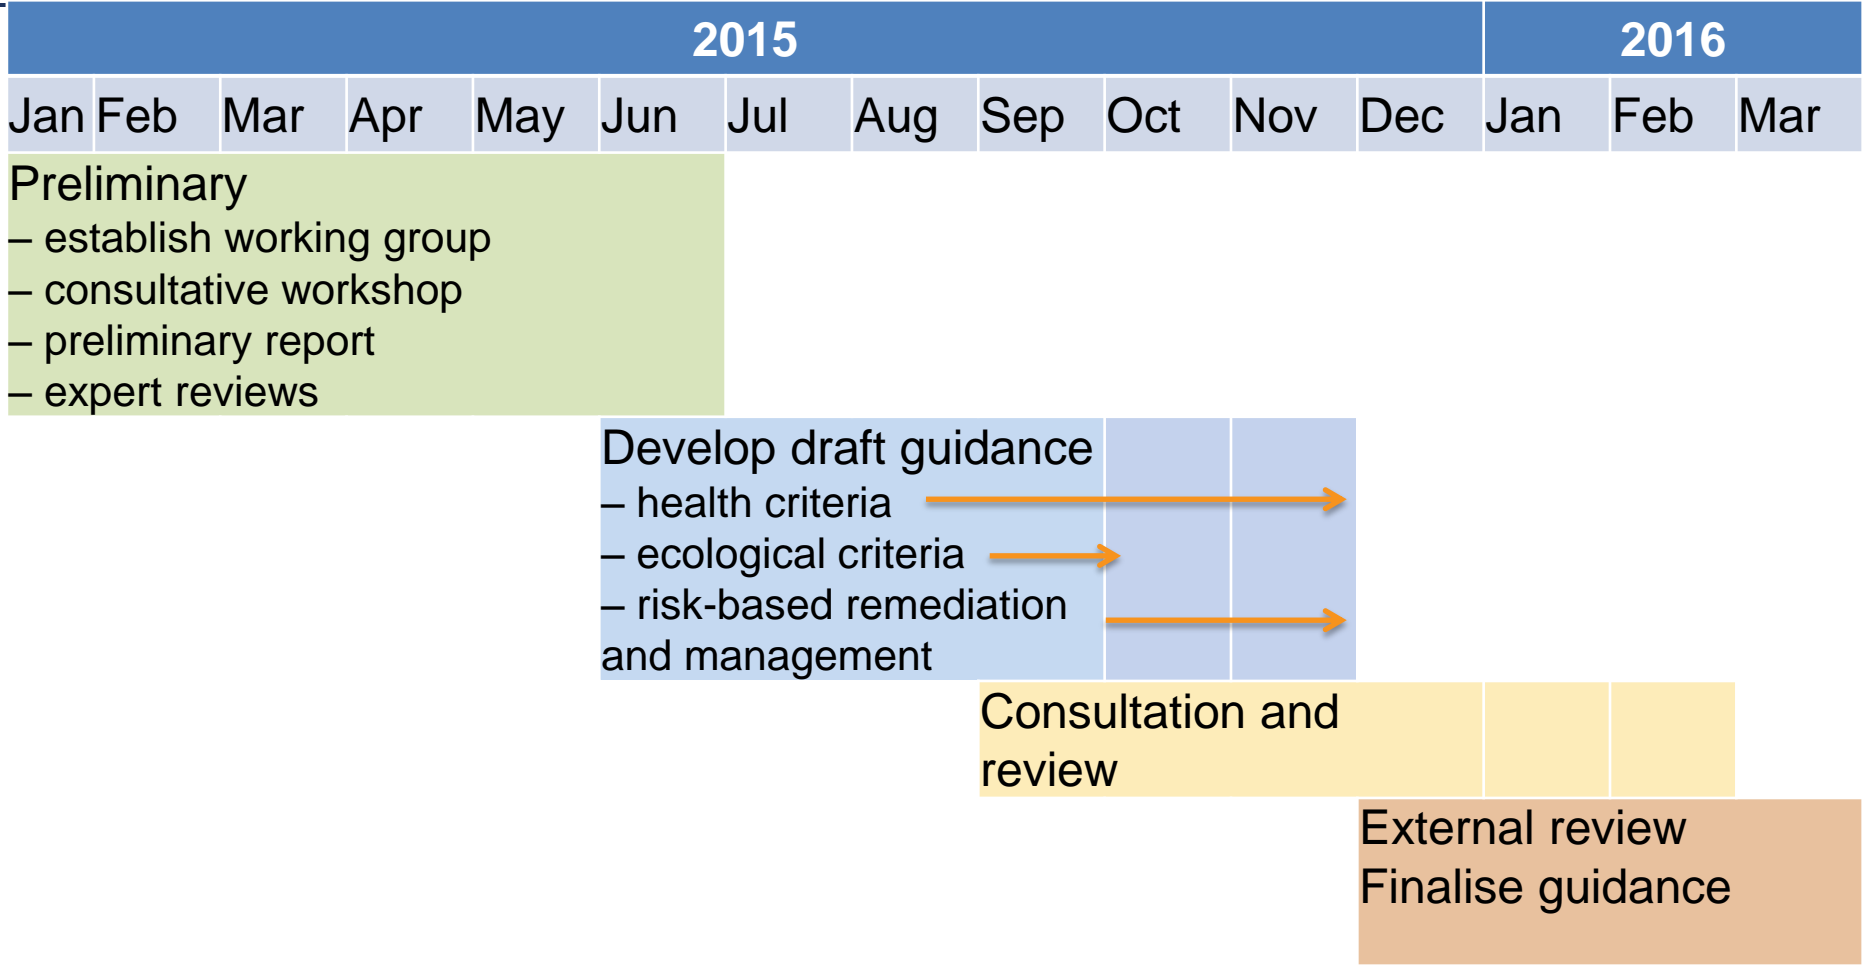 2015 2016
Jan Feb Mar Apr May Jun Jul Aug Sep Oct Nov Dec Jan Feb Mar
Preliminary
– establish working group
– consultative workshop
– preliminary report
– expert reviews
Develop draft guidance
– health criteria
– ecological criteria
– risk-based remediation
and management
Consultation and
review
External review
Finalise guidance